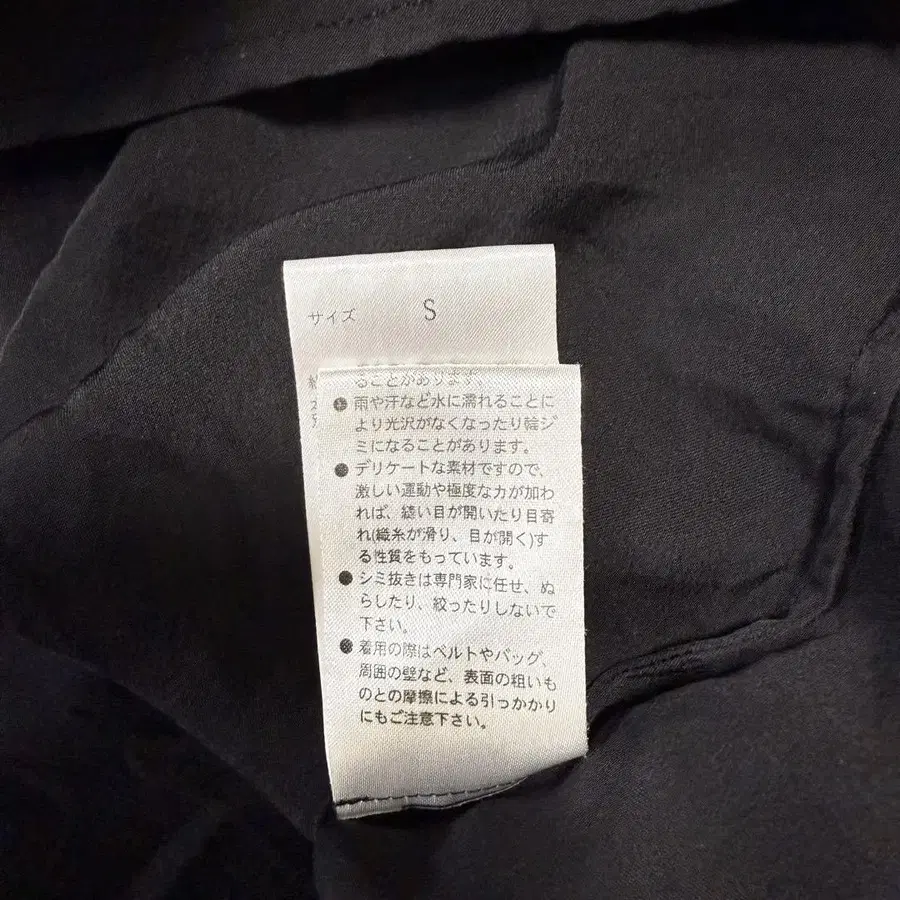 サイズ S
ることがあります。
雨や汗など水に濡れることに
より光沢がなくなったり輪ジ
ミになることがあります。
デリケートな素材ですので、
激しい運動や極度な力が加わ
れば、縫い目が開いたり目寄
れ(織糸が滑り、目が開く)す
る性質をもっています。
シミ抜きは専門家に任せ、ぬ
らしたり、絞ったりしないで
下さい。
着用の際はベルトやバッグ、
周囲の壁など、表面の粗いも
のとの摩擦による引っかかり
にもご注意下さい。